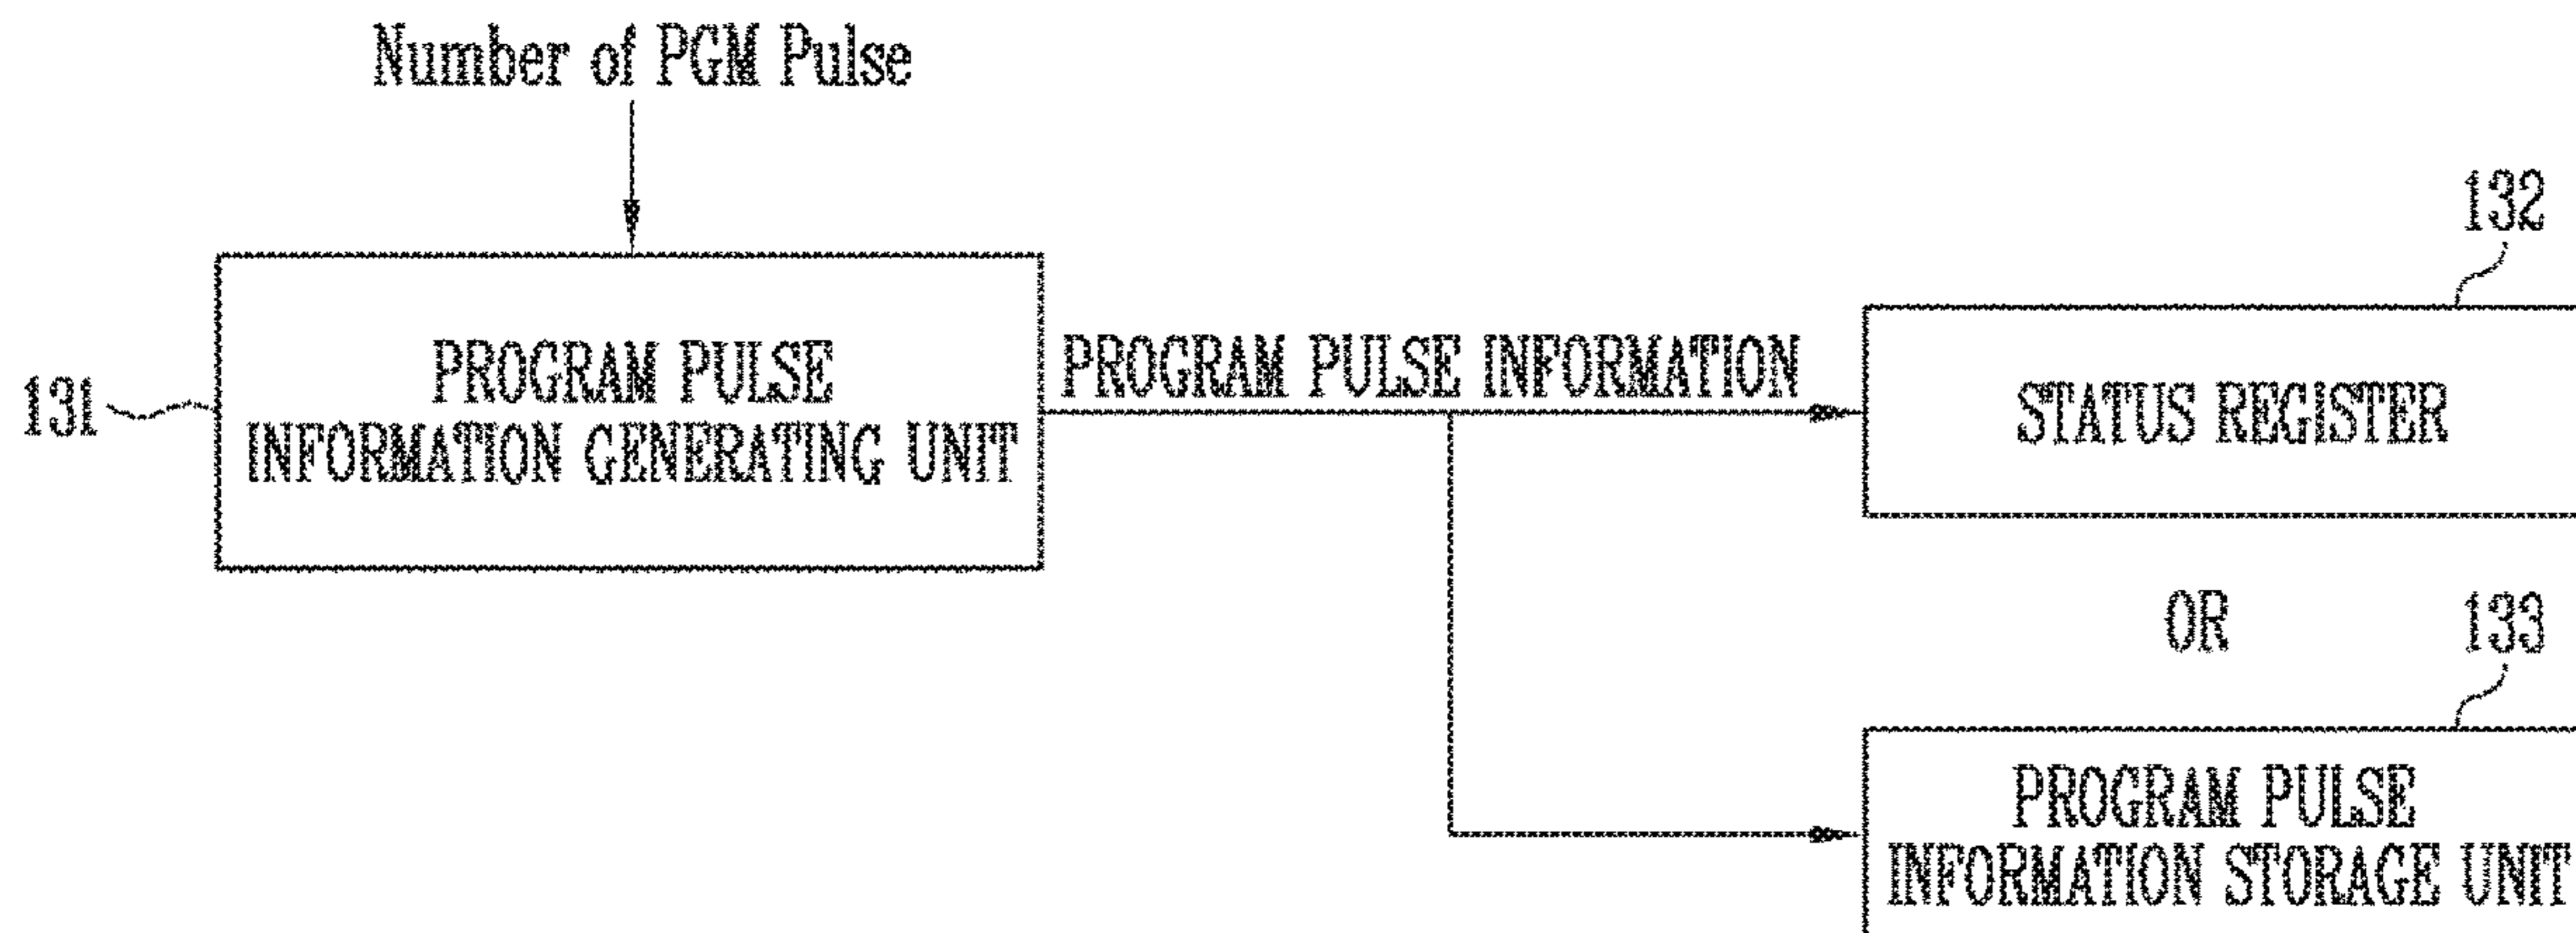 Number of PGM Pulse
132
PROGRAM PULSE
INFORMATION GENERATING UNIT
131
PROGRAM PULSE INFORMATION
STATUS REGISTER
OR
133
PROGRAM PULSE
INFORMATION STORAGE UNIT